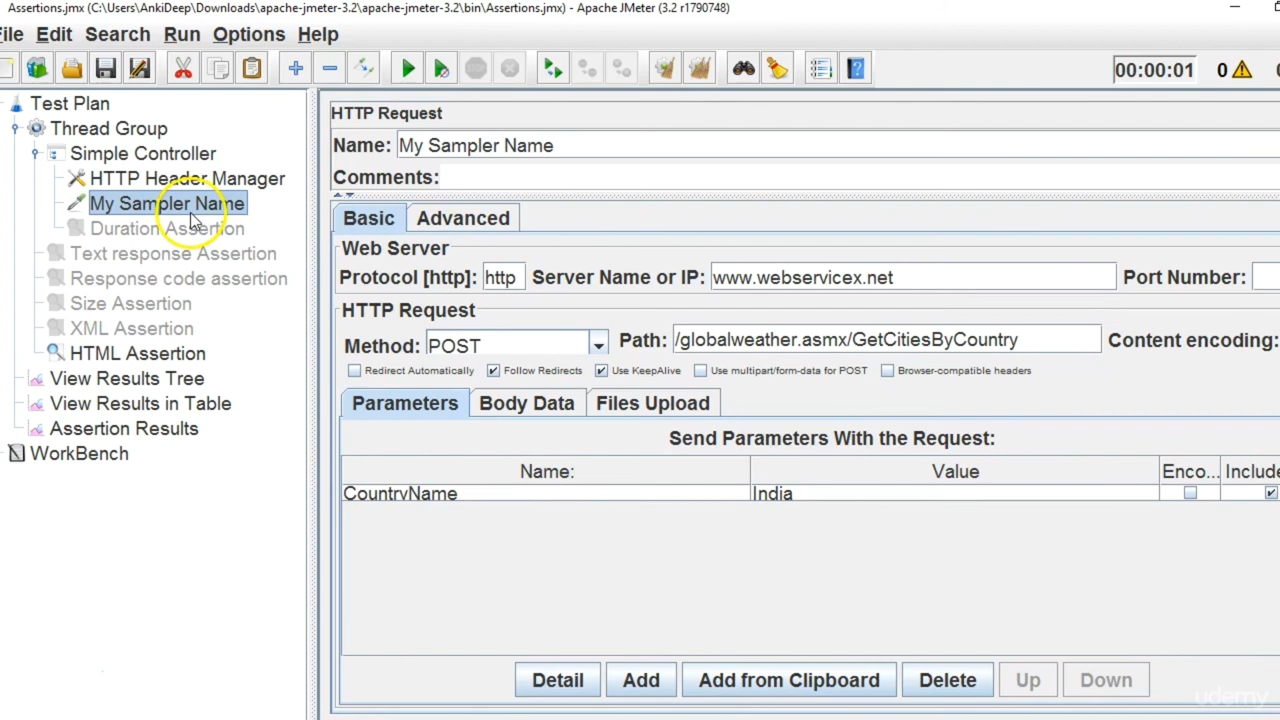 Assertions.jmx (C:\Users\AnkiDeep\Downloads\apache-jmeter-3.2\apache-jmeter-3.2\bin\Assertions.jmx) - Apache JMeter (3.2 r1790748)
File Edit Search Run Options Help
00:00:01 0
Test Plan
Thread Group
Simple Controller
HTTP Header Manager
My Sampler Name
Duration Assertion
Text response Assertion
Response code assertion
Size Assertion
XML Assertion
HTML Assertion
View Results Tree
View Results in Table
Assertion Results
WorkBench
HTTP Request
Name: My Sampler Name
Comments:
Basic Advanced
Web Server
Protocol [http]: http Server Name or IP: www.webservicex.net Port Number:
HTTP Request
Method: POST Path: /globalweather.asmx/GetCitiesByCountry Content encoding:
Redirect Automatically Follow Redirects Use KeepAlive Use multipart/form-data for POST Browser-compatible headers
Parameters Body Data Files Upload
Send Parameters With the Request:
Name: Value Enco... Include
CountryName India
Detail Add Add from Clipboard Delete Up Down
udemy